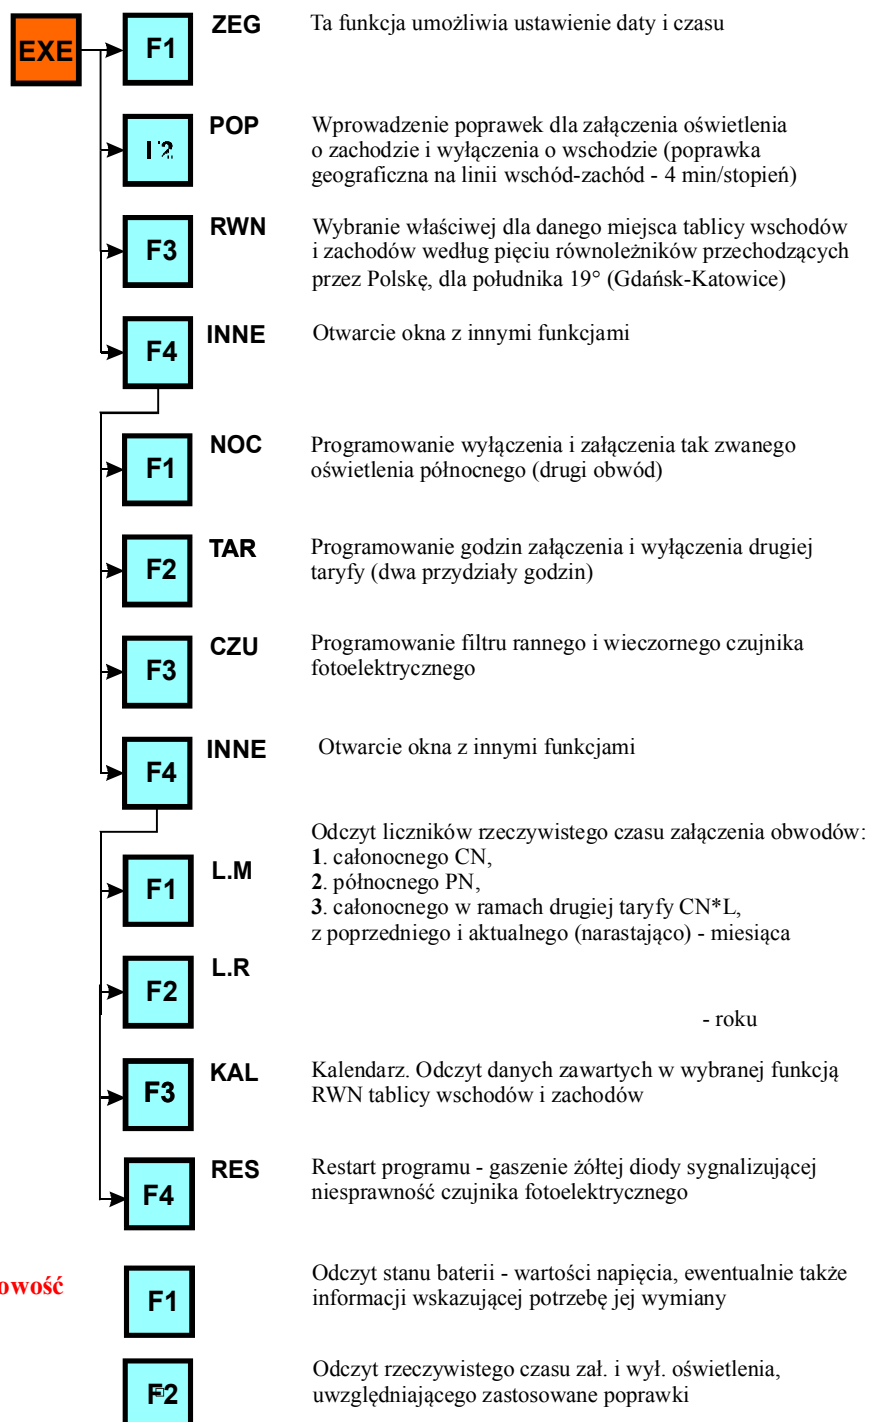 EXE
F1
ZEG
Ta funkcja umożliwia ustawienie daty i czasu
POP
Wprowadzenie poprawek dla załączenia oświetlenia
o zachodzie i wyłączenia o wschodzie (poprawka
geograficzna na linii wschód-zachód - 4 min/stopień)
F3
RWN
Wybranie właściwej dla danego miejsca tablicy wschodów
i zachodów według pięciu równoleżników przechodzących
przez Polskę, dla południka 19° (Gdańsk-Katowice)
F4
INNE
Otwarcie okna z innymi funkcjami
F1
NOC
Programowanie wyłączenia i załączenia tak zwanego
oświetlenia północnego (drugi obwód)
F2
TAR
Programowanie godzin załączenia i wyłączenia drugiej
taryfy (dwa przydziały godzin)
F3
CZU
Programowanie filtru rannego i wieczornego czujnika
fotoelektrycznego
F4
INNE
Otwarcie okna z innymi funkcjami
F1
L.M
Odczyt liczników rzeczywistego czasu załączenia obwodów:
1. całonocnego CN,
2. północnego PN,
3. całonocnego w ramach drugiej taryfy CN*L,
z poprzedniego i aktualnego (narastająco) - miesiąca
F2
L.R
- roku
F3
KAL
Kalendarz. Odczyt danych zawartych w wybranej funkcją
RWN tablicy wschodów i zachodów
F4
RES
Restart programu - gaszenie żółtej diody sygnalizującej
niesprawność czujnika fotoelektrycznego
owość
F1
Odczyt stanu baterii - wartości napięcia, ewentualnie także
informacji wskazującej potrzebę jej wymiany
F2
Odczyt rzeczywistego czasu zał. i wył. oświetlenia,
uwzględniającego zastosowane poprawki